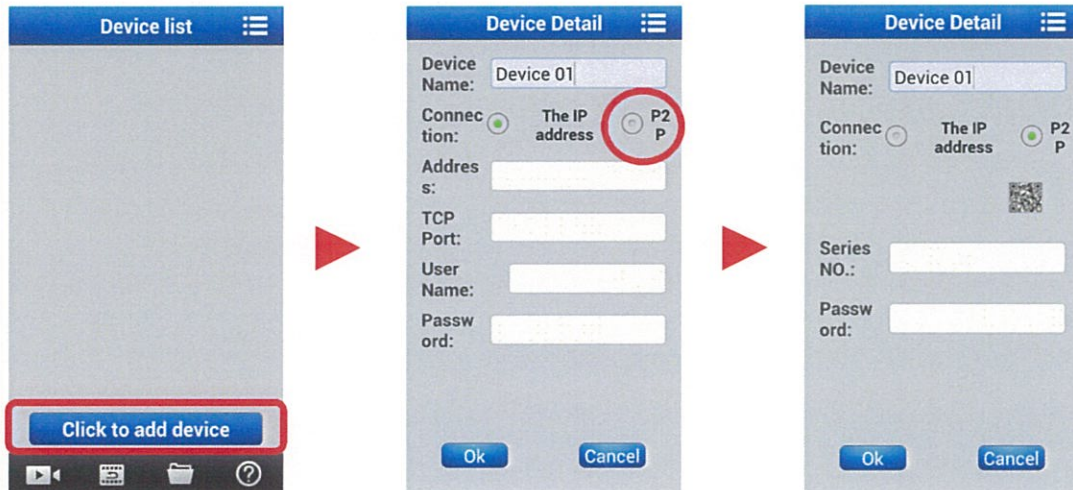 Device list
Click to add device
Device Detail
Device
Name:
Device 01
Connec
tion:
The IP
address
P2
P
Addres
s:
TCP
Port:
User
Name:
Passw
ord:
Ok
Cancel
Device Detail
Device
Name:
Device 01
Connec
tion:
The IP
address
P2
P
Series
NO.:
Passw
ord:
Ok
Cancel